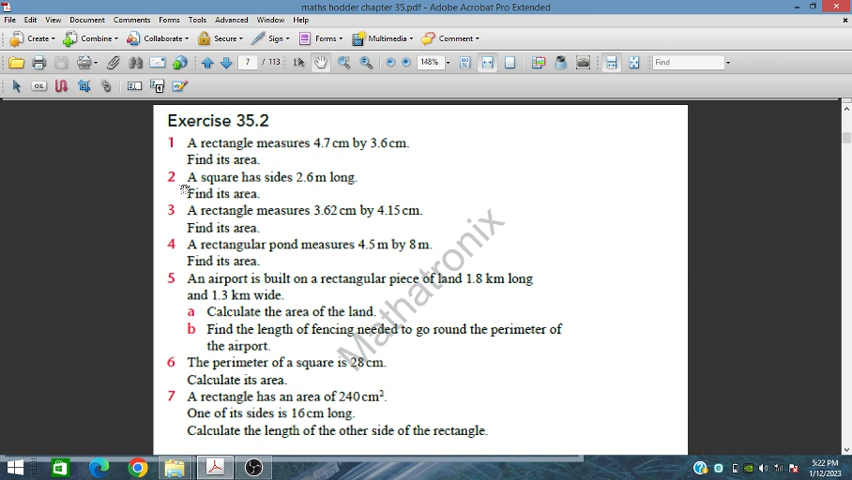 maths hodder chapter 35.pdf - Adobe Acrobat Pro Extended
File Edit View Document Comments Forms Tools Advanced Window Help
Create Combine Collaborate Secure Sign Forms Multimedia Comment
7 / 113 148% Find
OK
Exercise 35.2
1 A rectangle measures 4.7 cm by 3.6 cm.
Find its area.
2 A square has sides 2.6 m long.
Find its area.
3 A rectangle measures 3.62 cm by 4.15 cm.
Find its area.
4 A rectangular pond measures 4.5 m by 8 m.
Find its area.
5 An airport is built on a rectangular piece of land 1.8 km long
and 1.3 km wide.
a Calculate the area of the land.
b Find the length of fencing needed to go round the perimeter of
the airport.
6 The perimeter of a square is 28 cm.
Calculate its area.
7 A rectangle has an area of 240 cm².
One of its sides is 16 cm long.
Calculate the length of the other side of the rectangle.
Mathatronix
5:22 PM
1/12/2023